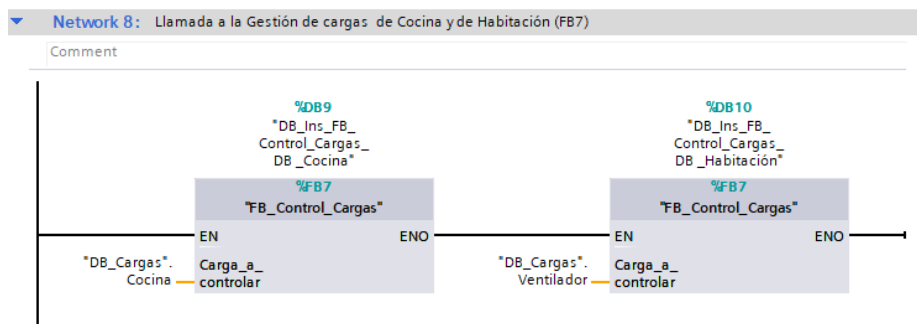 Network 8: Llamada a la Gestión de cargas de Cocina y de Habitación (FB7)
Comment
%DB9
"DB_Ins_FB_
Control_Cargas_
DB _Cocina"
%FB7
"FB_Control_Cargas"
EN ENO
"DB_Cargas".
Cocina
Carga_a_
controlar
%DB10
"DB_Ins_FB_
Control_Cargas_
DB _Habitación"
%FB7
"FB_Control_Cargas"
EN ENO
"DB_Cargas".
Ventilador
Carga_a_
controlar